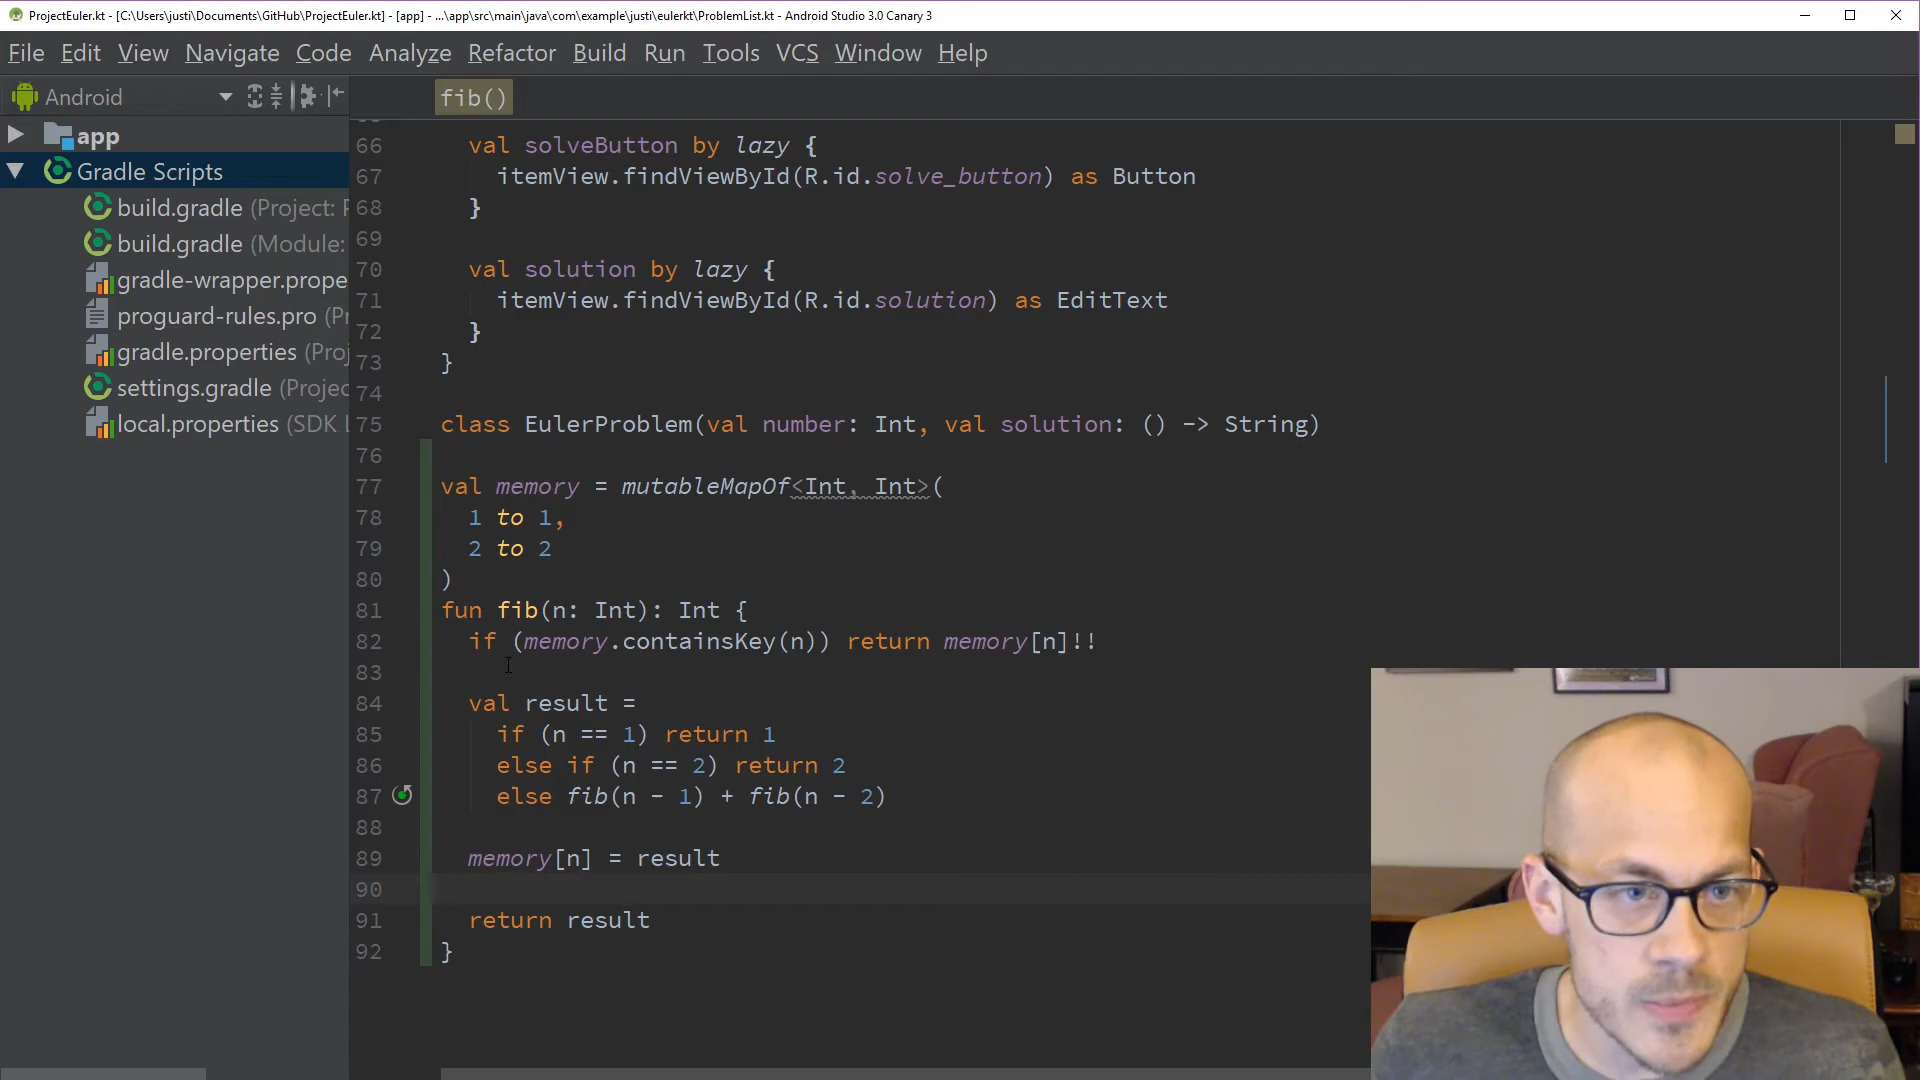 ProjectEuler.kt - [C:\Users\justi\Documents\GitHub\ProjectEuler.kt] - [app] - ...\app\src\main\java\com\example\justi\eulerkt\ProblemList.kt - Android Studio 3.0 Canary 3
File Edit View Navigate Code Analyze Refactor Build Run Tools VCS Window Help
Android
fib()
app
Gradle Scripts
build.gradle (Project:
build.gradle (Module:
gradle-wrapper.prope
proguard-rules.pro (Pr
gradle.properties (Proj
settings.gradle (Projec
local.properties (SDK
66 val solveButton by lazy {
67 itemView.findViewById(R.id.solve_button) as Button
68 }
69
70 val solution by lazy {
71 itemView.findViewById(R.id.solution) as EditText
72 }
73 }
74
75 class EulerProblem(val number: Int, val solution: () -> String)
76
77 val memory = mutableMapOf<Int, Int>(
78 1 to 1,
79 2 to 2
80 )
81 fun fib(n: Int): Int {
82 if (memory.containsKey(n)) return memory[n]!!
83
84 val result =
85 if (n == 1) return 1
86 else if (n == 2) return 2
87 else fib(n - 1) + fib(n - 2)
88
89 memory[n] = result
90
91 return result
92 }